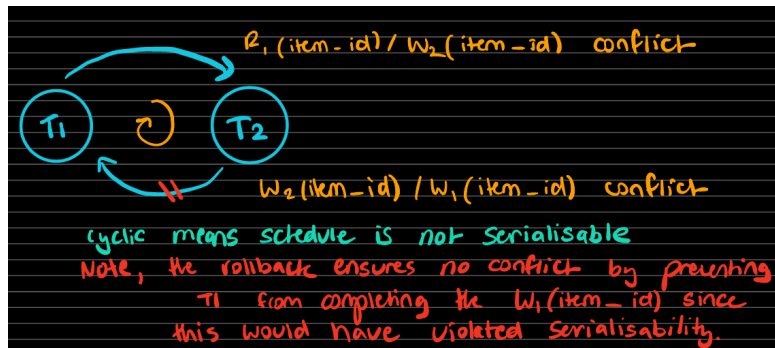 R₁(item-id)/W₂(item-id) conflict
T1
T2
W₂(item-id)/W₁(item-id) conflict
cyclic means schedule is not serialisable
Note, the rollback ensures no conflict by preventing
T1 from completing the W₁(item-id) since
this would have violated serialisability.